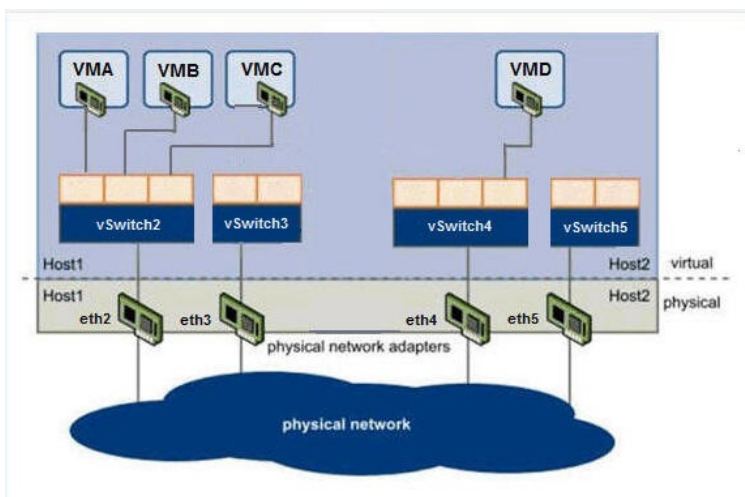 VMA
VMB
VMC
VMD
vSwitch2
vSwitch3
vSwitch4
vSwitch5
Host1
Host2
virtual
Host1
Host2
physical
eth2
eth3
eth4
eth5
physical network adapters
physical network